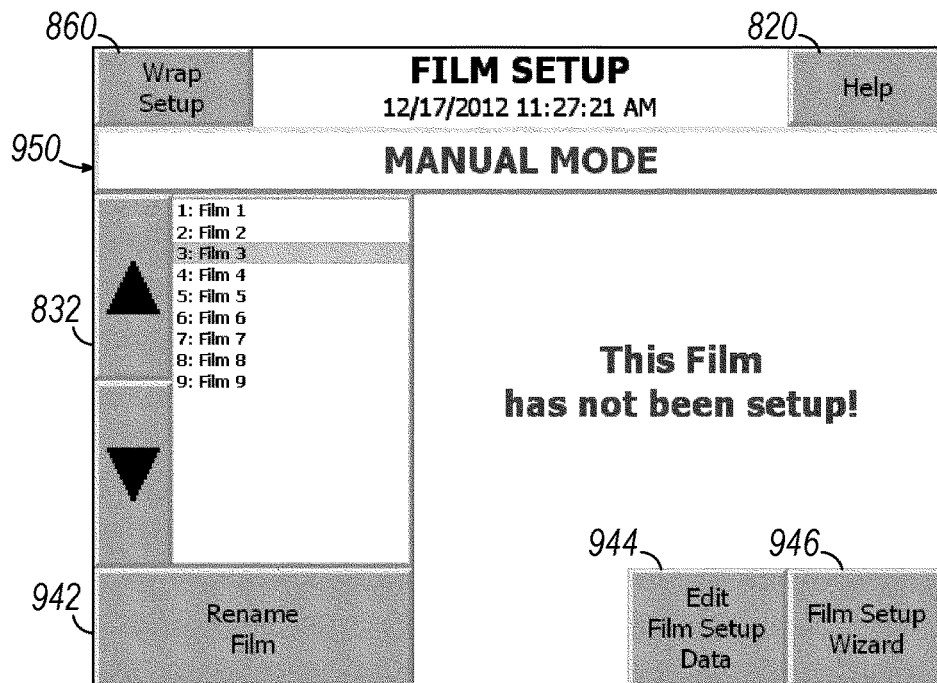 860
820
Wrap
Setup
FILM SETUP
12/17/2012 11:27:21 AM
Help
950
MANUAL MODE
1: Film 1
2: Film 2
3: Film 3
4: Film 4
5: Film 5
6: Film 6
7: Film 7
8: Film 8
9: Film 9
832
This Film
has not been setup!
944
946
942
Rename
Film
Edit
Film Setup
Data
Film Setup
Wizard